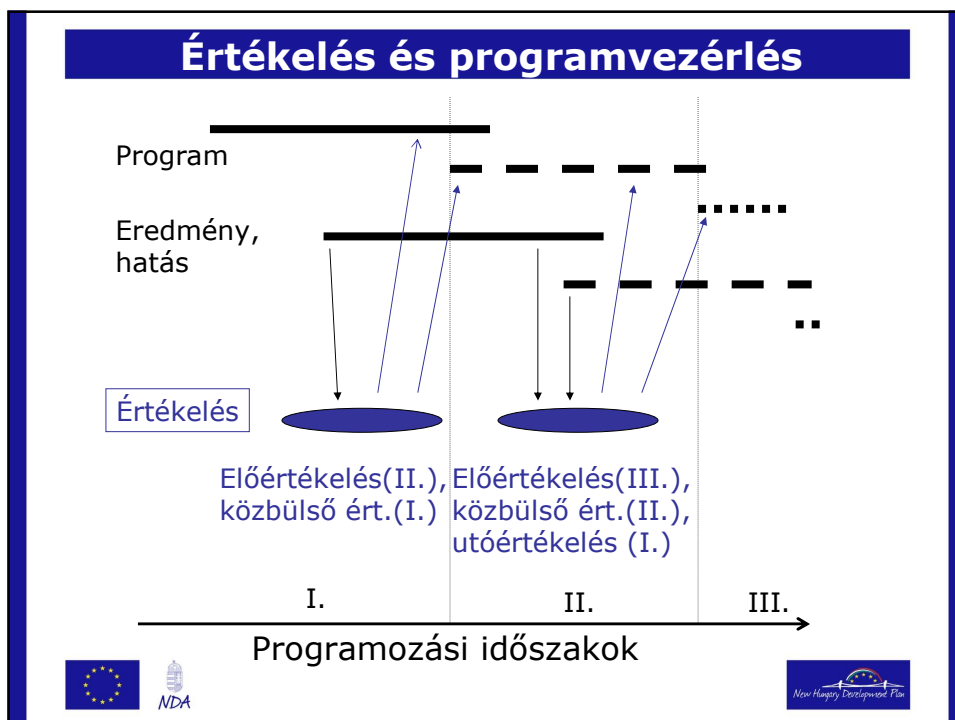 Értékelés és programvezérlés
Program
Eredmény,
hatás
Értékelés
Előértékelés(II.),
közbülső ért.(I.)
Előértékelés(III.),
közbülső ért.(II.),
utóértékelés (I.)
I.
II.
III.
Programozási időszakok
NDA
New Hungary Development Plan